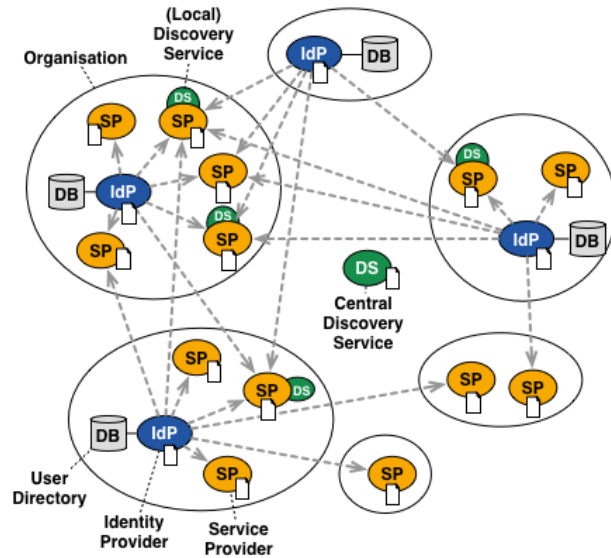 (Local)
Discovery
Service
Organisation
IdP
DB
DS
SP
SP
DS
SP
SP
SP
DB
IdP
DS
SP
SP
IdP
DB
DS
Central
Discovery
Service
SP
SP
DS
SP
SP
DB
IdP
SP
SP
User
Directory
Identity
Provider
Service
Provider